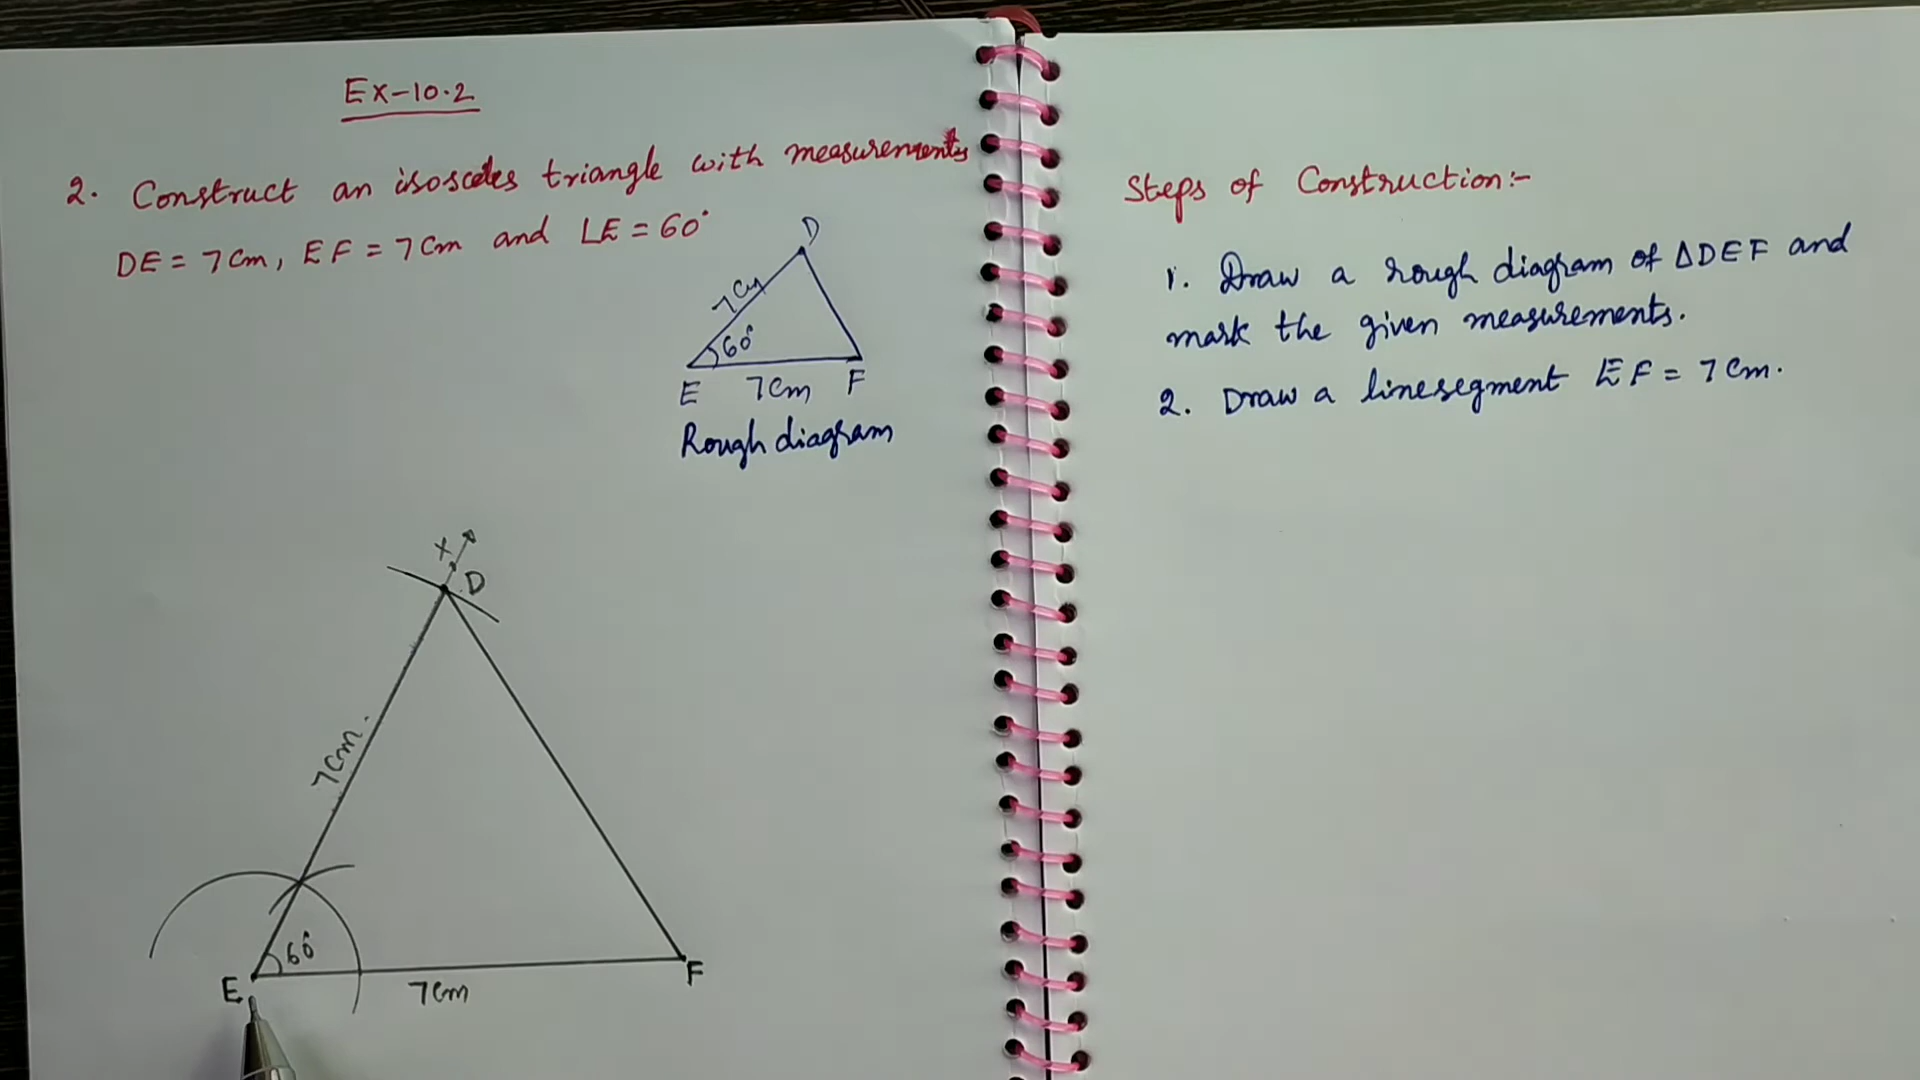 Ex-10.2
2. Construct an isosceles triangle with measurements
DE = 7cm, EF = 7cm and ∠E = 60°
D
7cm
60°
E 7cm F
Rough diagram
X
D
7cm.
60°
E
7cm
F
Steps of Construction:-
1. Draw a rough diagram of ΔDEF and
mark the given measurements.
2. Draw a linesegment EF = 7cm.